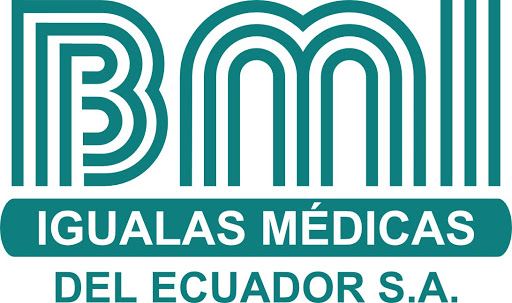 BMI
IGUALAS MÉDICAS
DEL ECUADOR S.A.